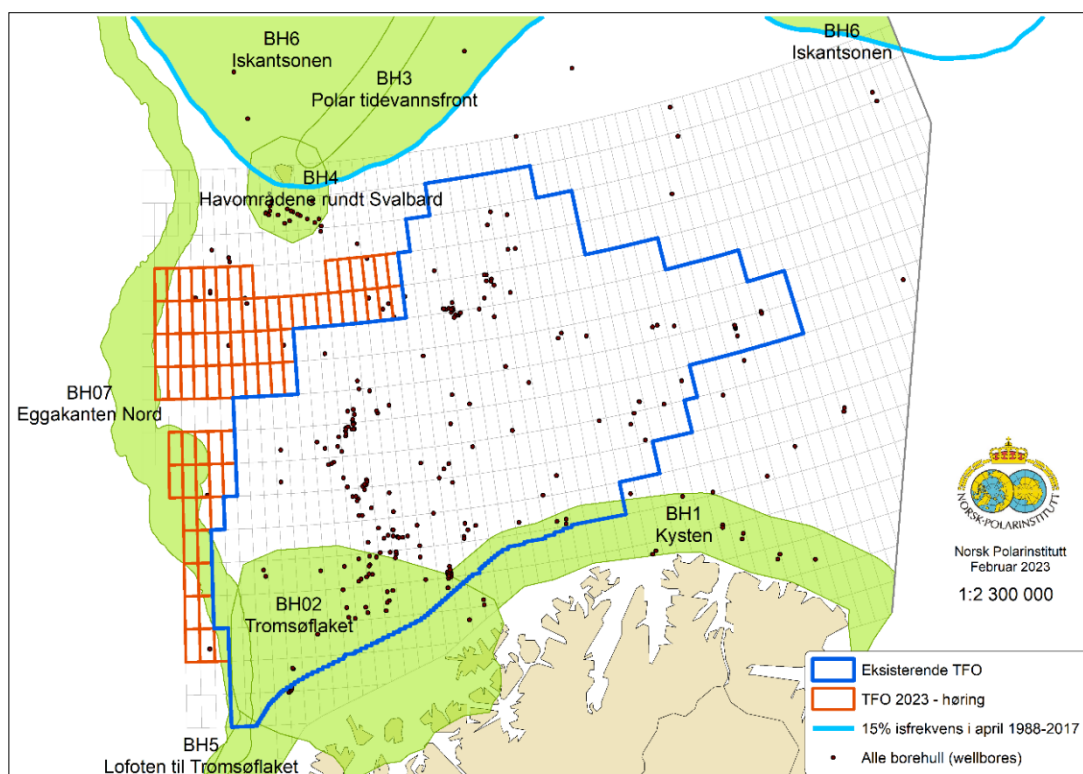 BH6
Iskantsonen
BH6
Iskantsonen
BH3
Polar tidevannsfront
BH4
Havområdene rundt Svalbard
BH07
Eggakanten Nord
BH1
Kysten
BH02
Tromsøflaket
BH5
Lofoten til Tromsøflaket
NORSK-POLARINSTITUTT
Norsk Polarinstitutt
Februar 2023
1:2 300 000
Eksisterende TFO
TFO 2023 - høring
15% isfrekvens i april 1988-2017
Alle borehull (wellbores)